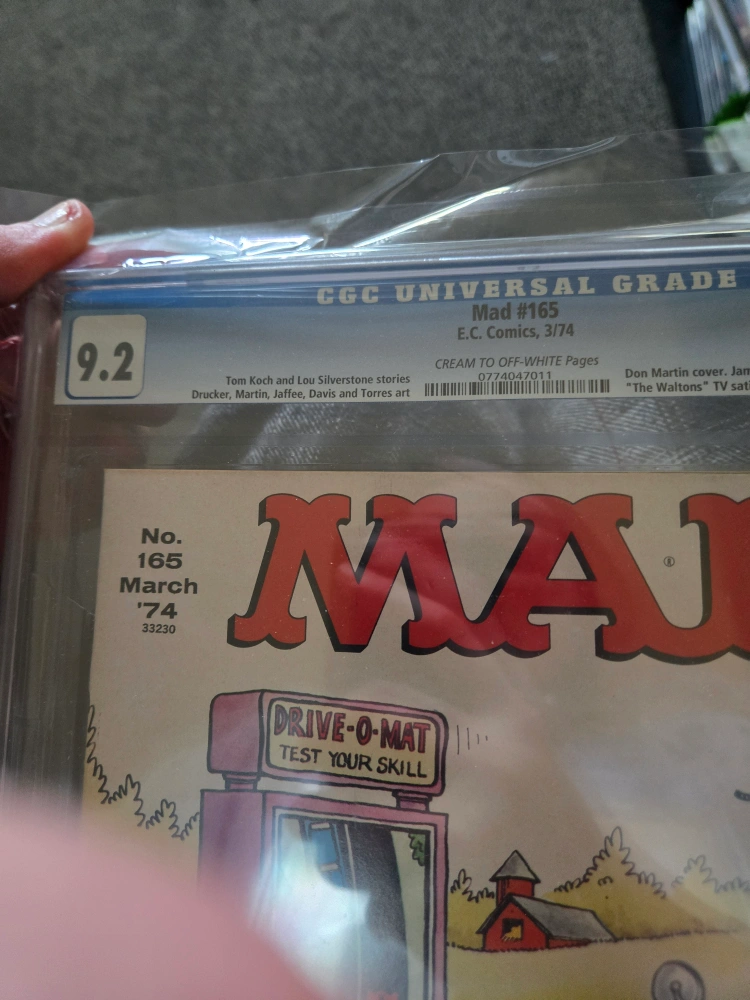 CGC UNIVERSAL GRADE
9.2
Mad #165
E.C. Comics, 3/74
CREAM TO OFF-WHITE Pages
0774047011
Tom Koch and Lou Silverstone stories
Drucker, Martin, Jaffee, Davis and Torres art
Don Martin cover.
"The Waltons" TV
No.
165
March
'74
33230
MA
®
DRIVE-O-MAT
TEST YOUR SKILL